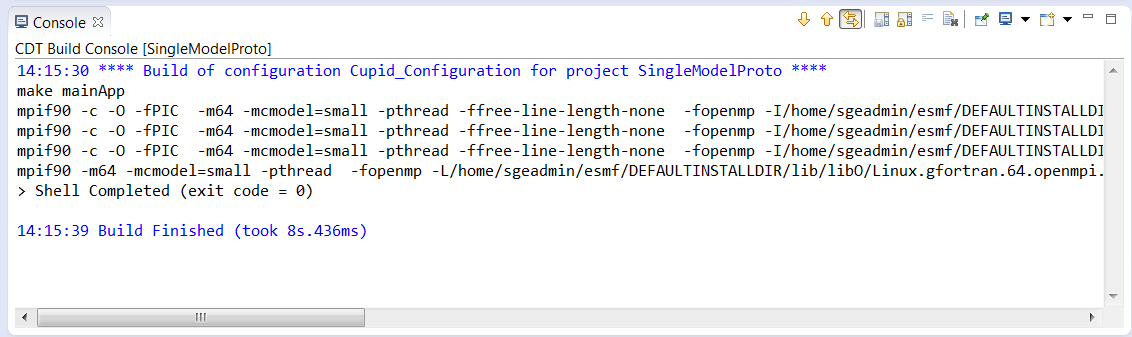 Console
CDT Build Console [SingleModelProto]
14:15:30 **** Build of configuration Cupid_Configuration for project SingleModelProto ****
make mainApp
mpif90 -c -O -fPIC  -m64 -mcmodel=small -pthread -ffree-line-length-none  -fopenmp -I/home/sgeadmin/esmf/DEFAULTINSTALLDI
mpif90 -c -O -fPIC  -m64 -mcmodel=small -pthread -ffree-line-length-none  -fopenmp -I/home/sgeadmin/esmf/DEFAULTINSTALLDI
mpif90 -c -O -fPIC  -m64 -mcmodel=small -pthread -ffree-line-length-none  -fopenmp -I/home/sgeadmin/esmf/DEFAULTINSTALLDI
mpif90 -m64 -mcmodel=small -pthread  -fopenmp -L/home/sgeadmin/esmf/DEFAULTINSTALLDIR/lib/libO/Linux.gfortran.64.openmpi.
> Shell Completed (exit code = 0)
14:15:39 Build Finished (took 8s.436ms)